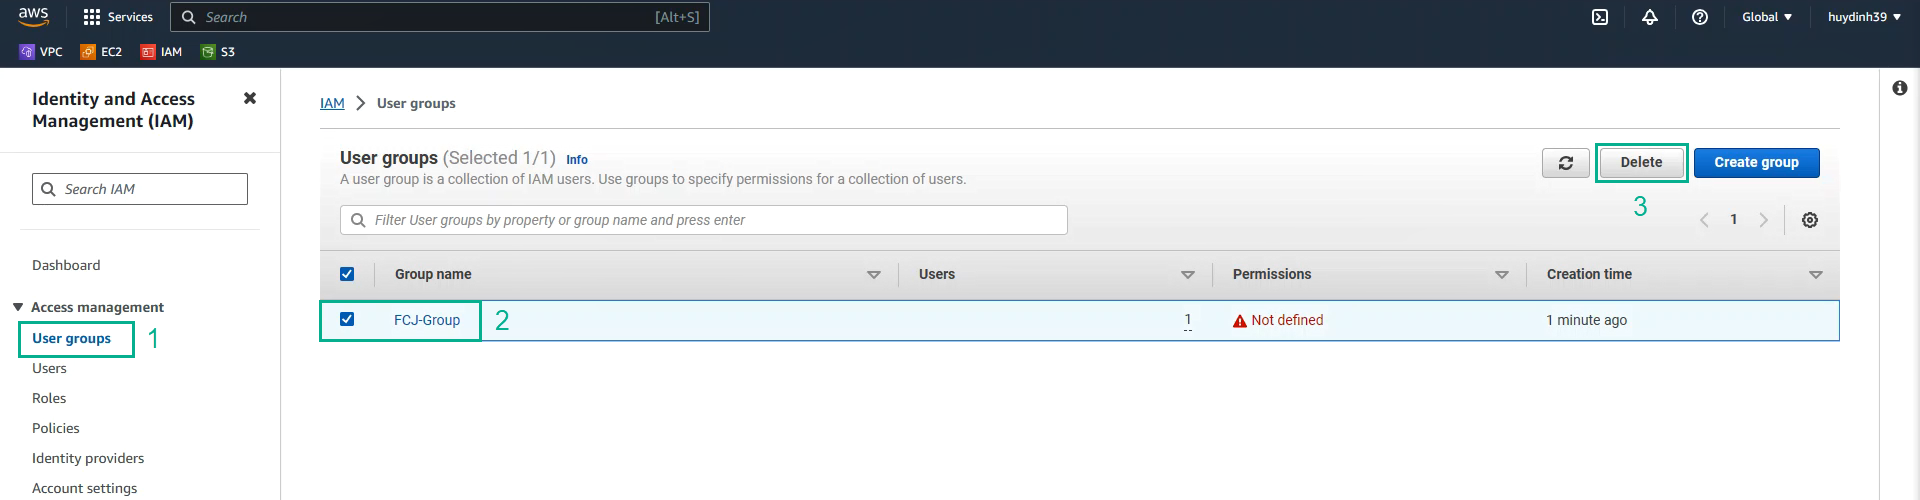 aws
Services
Search
[Alt+S]
Global
huydinh39
VPC
EC2
IAM
S3
Identity and Access
Management (IAM)
Search IAM
Dashboard
Access management
User groups
1
Users
Roles
Policies
Identity providers
Account settings
IAM > User groups
User groups (Selected 1/1) Info
A user group is a collection of IAM users. Use groups to specify permissions for a collection of users.
Delete
Create group
3
Filter User groups by property or group name and press enter
1
Group name
Users
Permissions
Creation time
FCJ-Group
2
1
Not defined
1 minute ago